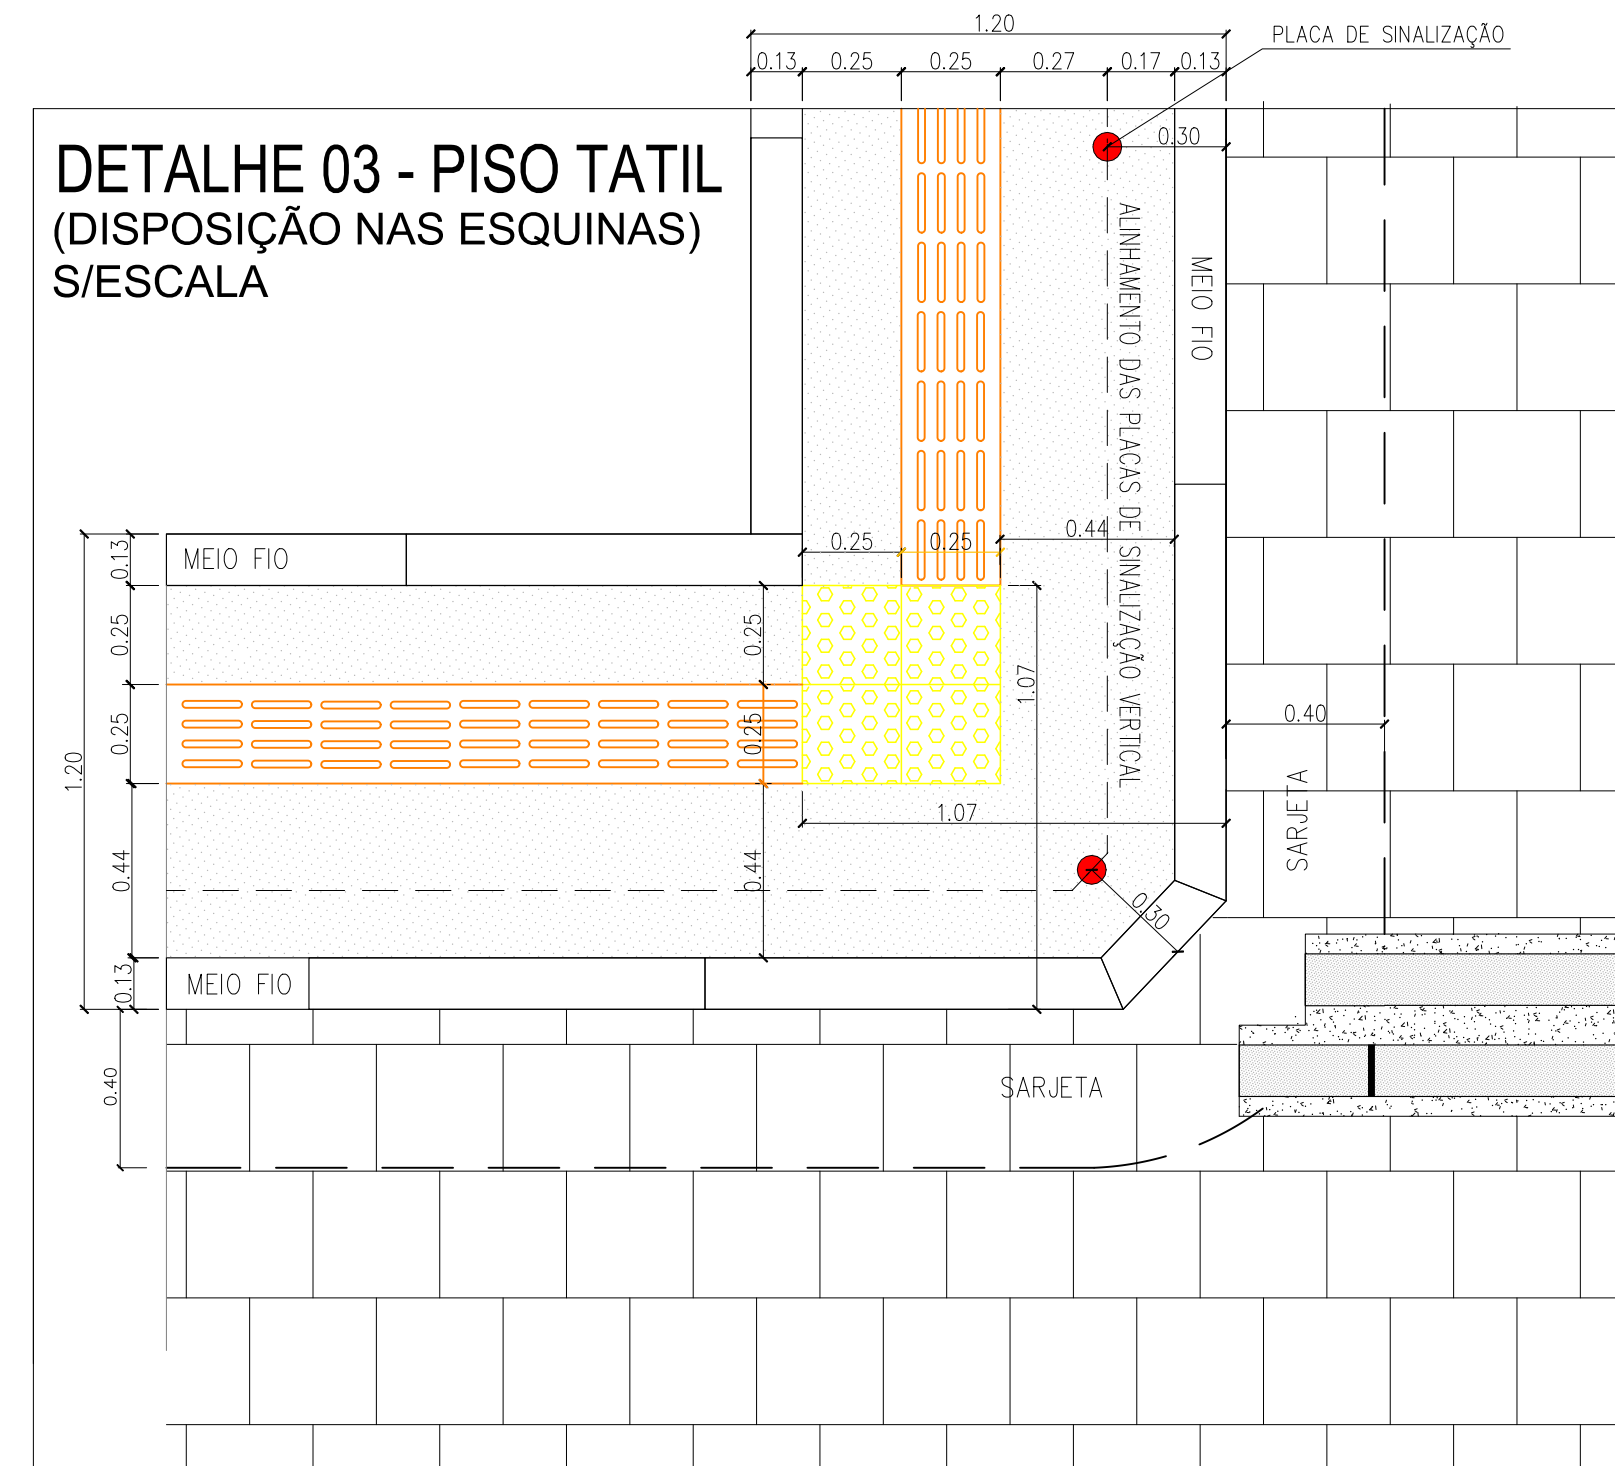 1.20
PLACA DE SINALIZAÇÃO
0.13 0.25 0.25 0.27 0.17 0.13
0.30
DETALHE 03 - PISO TATIL
(DISPOSIÇÃO NAS ESQUINAS)
S/ESCALA
ALINHAMENTO DAS PLACAS DE SINALIZAÇÃO VERTICAL
MEIO FIO
0.25 0.25 0.44
0.13
MEIO FIO
0.25
0.25
1.07
0.25
0.25
1.20
0.40
SARJETA
1.07
0.44
0.44
0.30
0.13
MEIO FIO
0.40
SARJETA